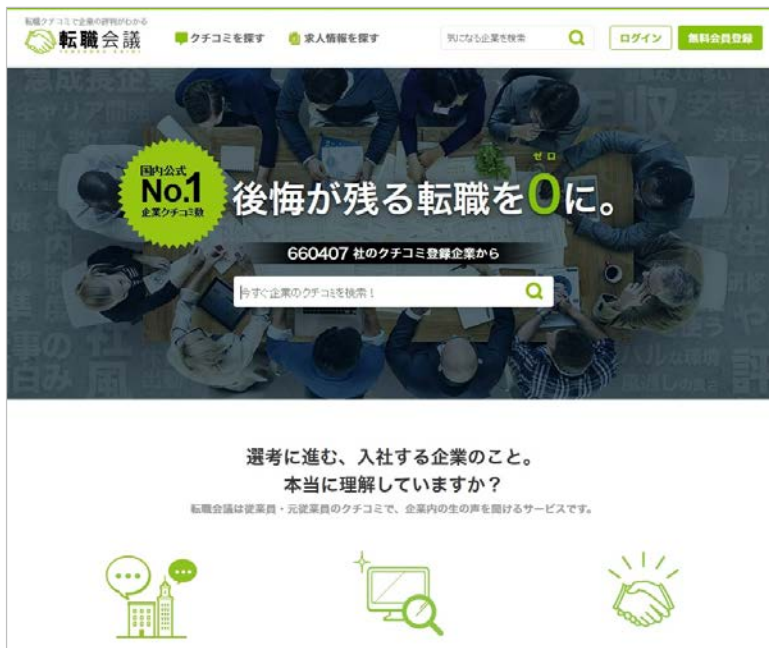 転職クチコミで企業の評判がわかる
転職会議
クチコミを探す
求人情報を探す
気になる企業を検索
ログイン
無料会員登録
国内公式
No.1
企業クチコミ数
ゼロ
後悔が残る転職を0に。
660407 社のクチコミ登録企業から
今すぐ企業のクチコミを検索！
選考に進む、入社する企業のこと。
本当に理解していますか？
転職会議は従業員・元従業員のクチコミで、企業内の生の声を聞けるサービスです。